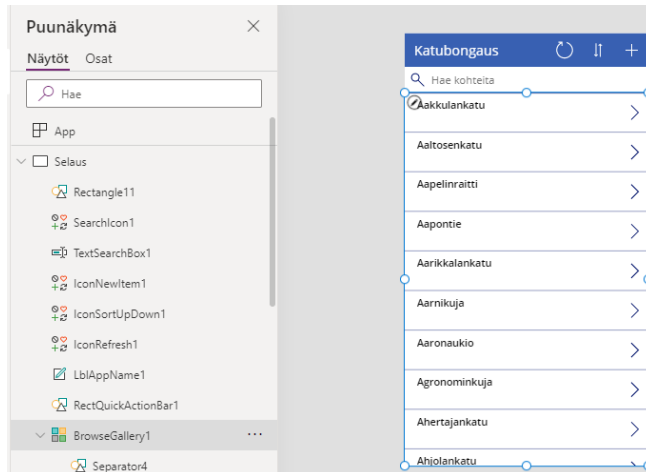 Puunäkymä
Näytöt Osat
Hae
App
Selaus
Rectangle11
SearchIcon1
TextSearchBox1
IconNewItem1
IconSortUpDown1
IconRefresh1
LblAppName1
RectQuickActionBar1
BrowseGallery1
Separator4
Katubongaus
Hae kohteita
Aakkulankatu
Aaltosenkatu
Aapelinraitti
Aapontie
Aarikkalankatu
Aarnikuja
Aaronaukio
Agronominkuja
Ahertajankatu
Ahjolankatu